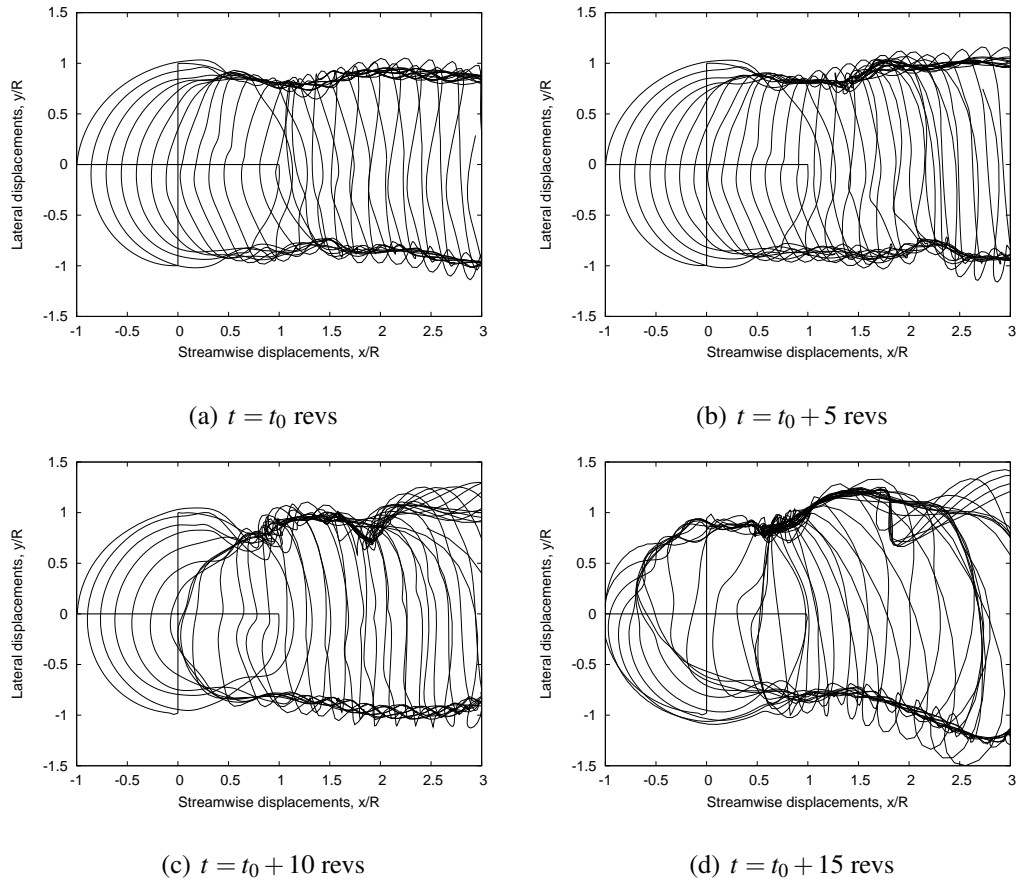 1.5
1
0.5
0
-0.5
-1
-1.5
Lateral displacements, y/R
-1 -0.5 0 0.5 1 1.5 2 2.5 3
Streamwise displacements, x/R
(a) t = t0 revs
1.5
1
0.5
0
-0.5
-1
-1.5
Lateral displacements, y/R
-1 -0.5 0 0.5 1 1.5 2 2.5 3
Streamwise displacements, x/R
(b) t = t0 + 5 revs
1.5
1
0.5
0
-0.5
-1
-1.5
Lateral displacements, y/R
-1 -0.5 0 0.5 1 1.5 2 2.5 3
Streamwise displacements, x/R
(c) t = t0 + 10 revs
1.5
1
0.5
0
-0.5
-1
-1.5
Lateral displacements, y/R
-1 -0.5 0 0.5 1 1.5 2 2.5 3
Streamwise displacements, x/R
(d) t = t0 + 15 revs